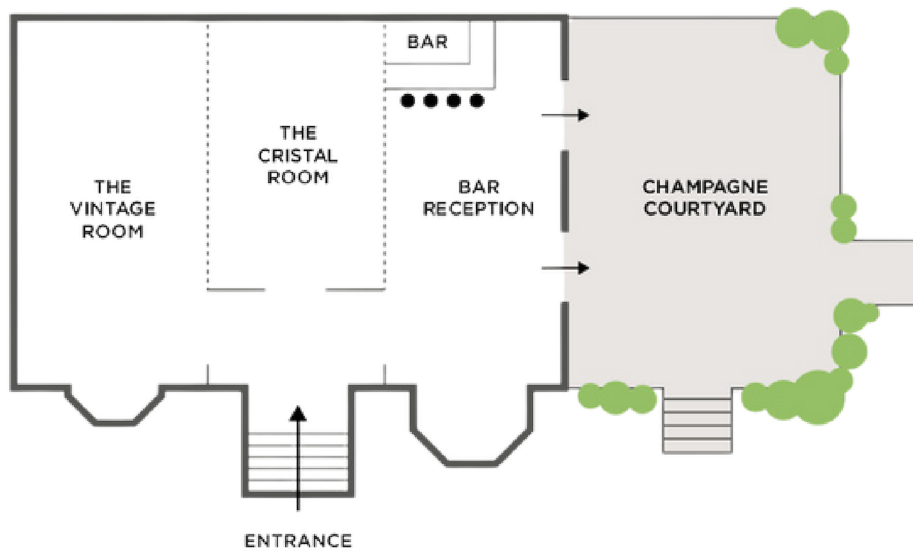 BAR
THE
CRISTAL
ROOM
THE
VINTAGE
ROOM
BAR
RECEPTION
CHAMPAGNE
COURTYARD
ENTRANCE